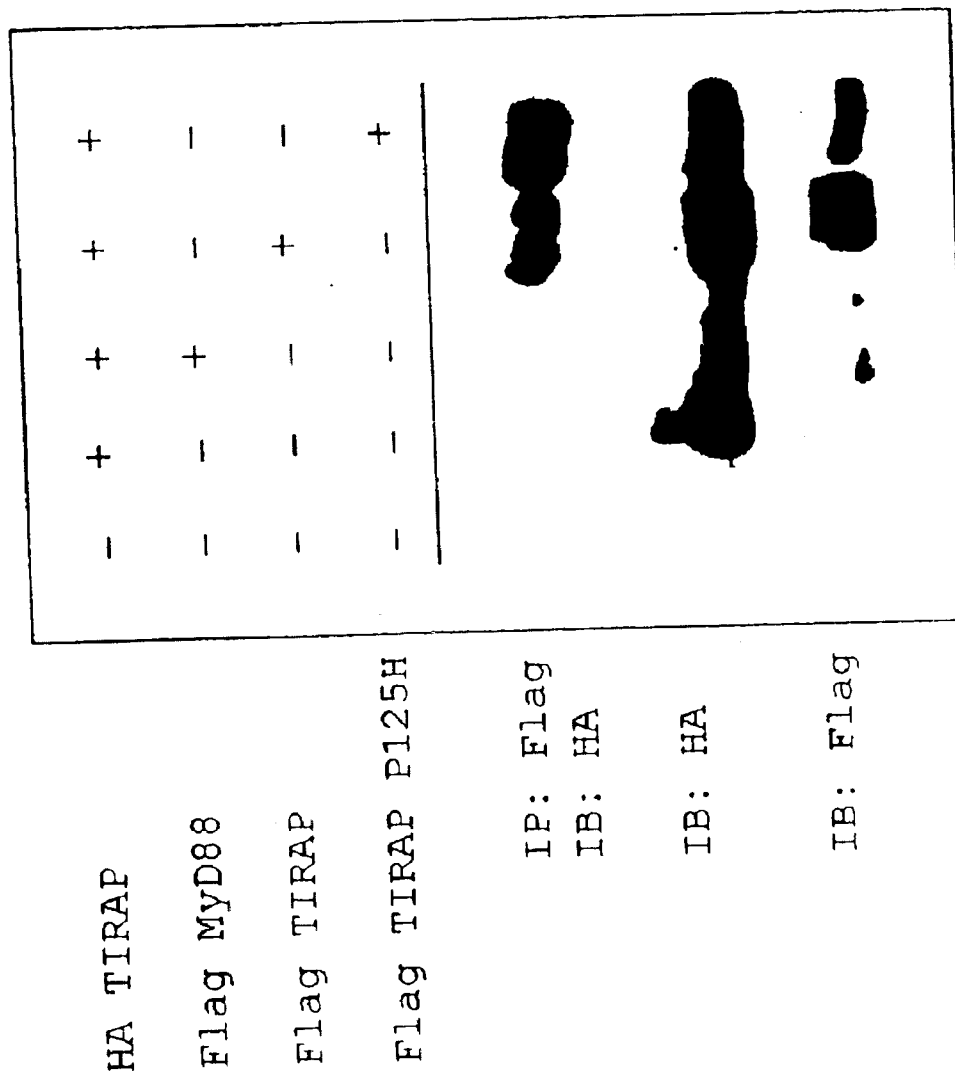 HA TIRAP - + + + +
Flag MyD88 - - + - -
Flag TIRAP - - - + -
Flag TIRAP P125H - - - - +
IP: Flag
IB: HA
IB: HA
IB: Flag